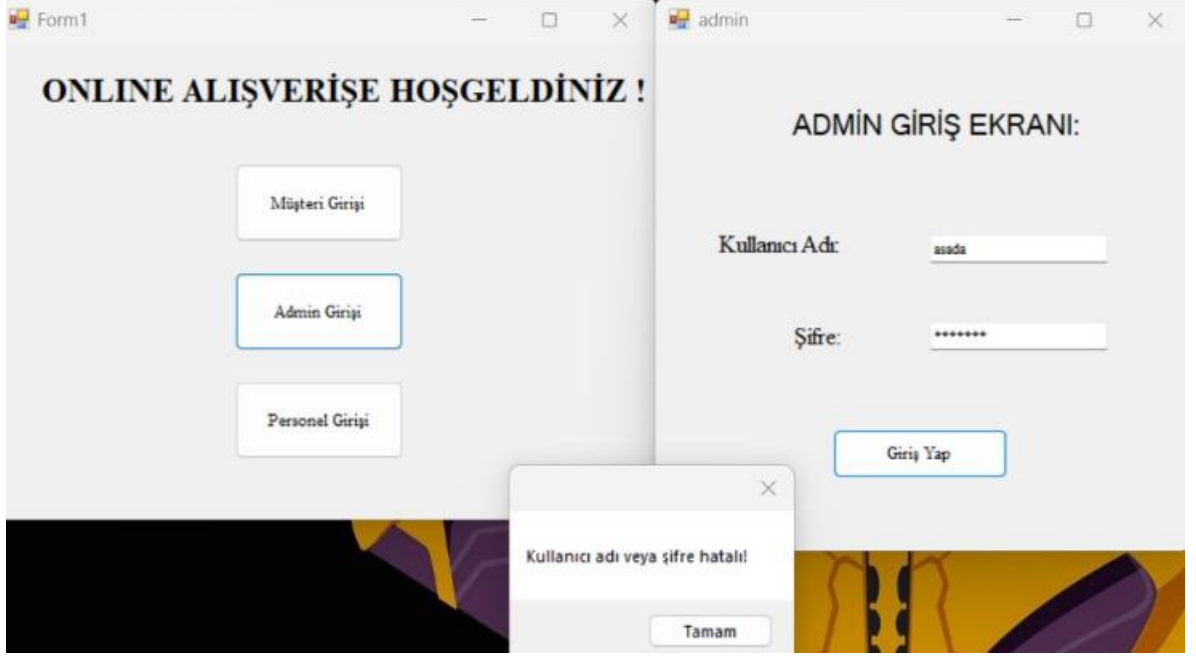 Form1
ONLINE ALIŞVERİŞE HOŞGELDİNİZ !
Müşteri Girişi
Admin Girişi
Personel Girişi
admin
ADMİN GİRİŞ EKRANI:
Kullanıcı Adı:
asada
Şifre:
*******
Giriş Yap
Kullanıcı adı veya şifre hatalı!
Tamam